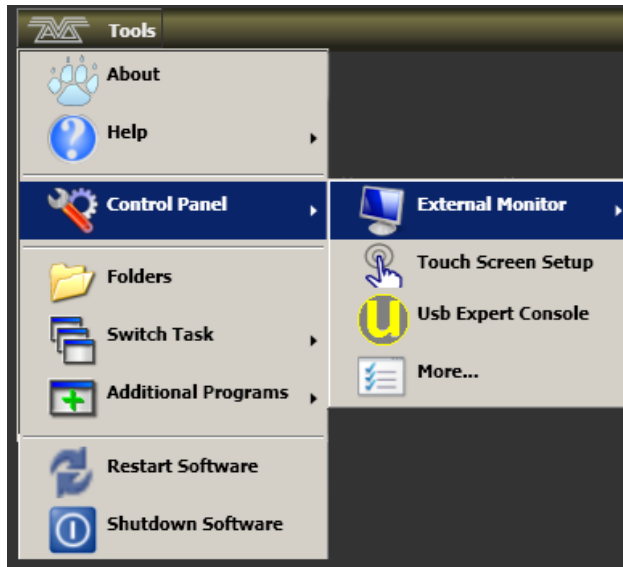 Tools
About
Help
Control Panel
External Monitor
Touch Screen Setup
Folders
Usb Expert Console
Switch Task
More...
Additional Programs
Restart Software
Shutdown Software